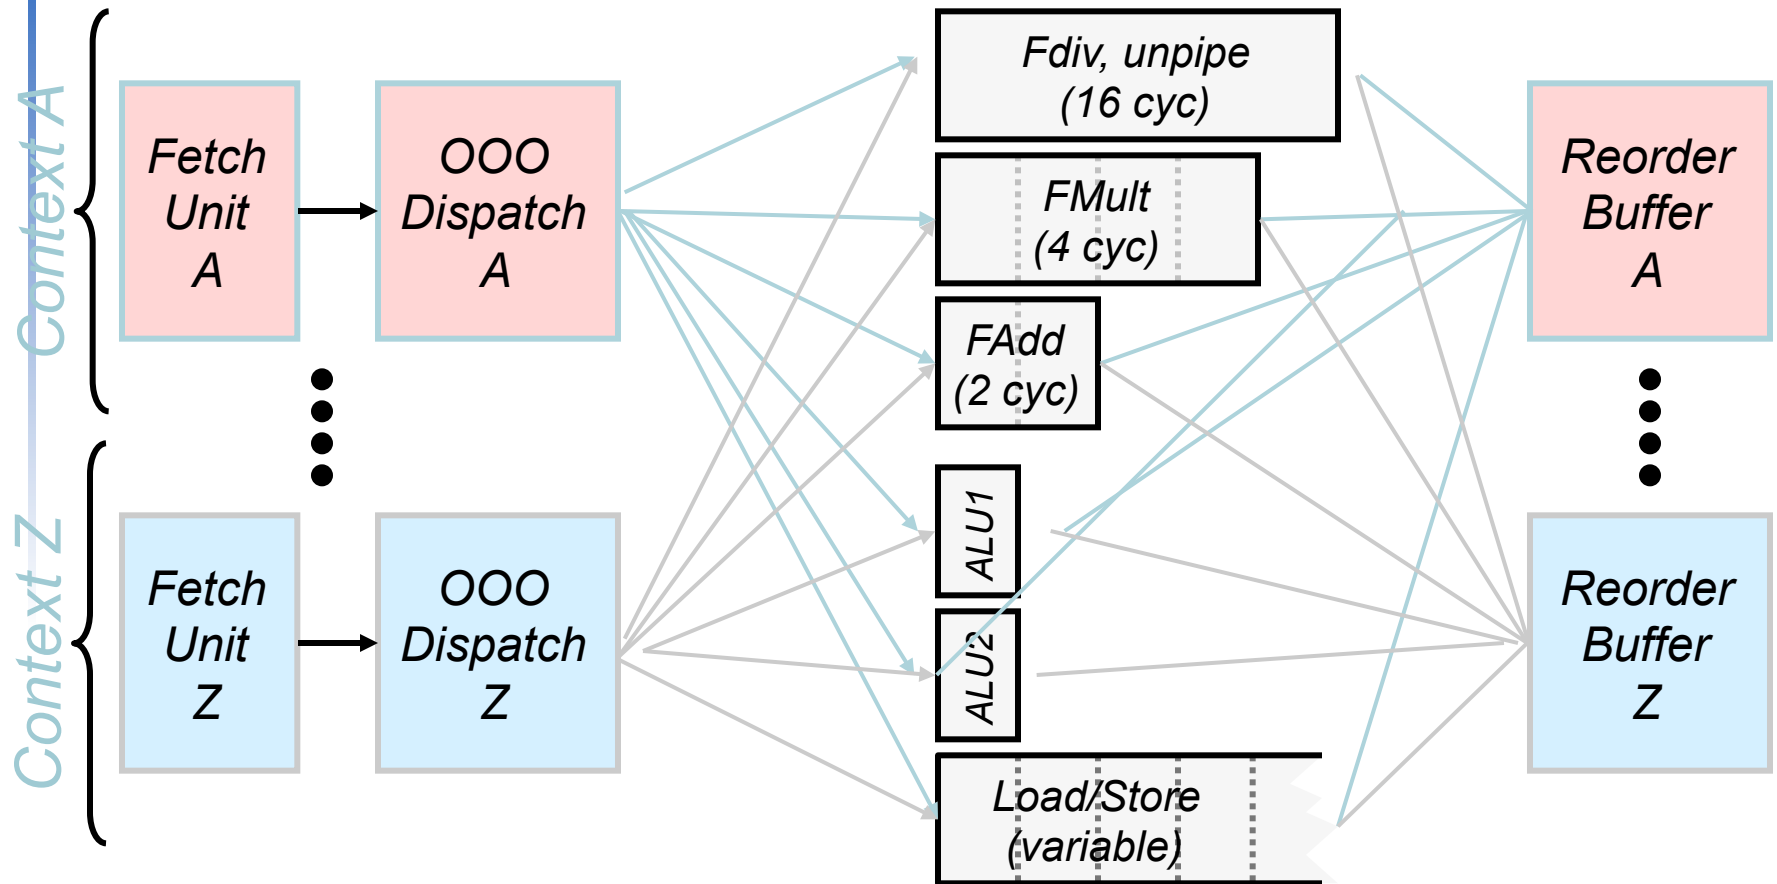 Context A
Fetch
Unit
A
OOO
Dispatch
A
Fdiv, unpipe
(16 cyc)
FMult
(4 cyc)
FAdd
(2 cyc)
ALU1
ALU2
Load/Store
(variable)
Reorder
Buffer
A
Context Z
Fetch
Unit
Z
OOO
Dispatch
Z
Reorder
Buffer
Z